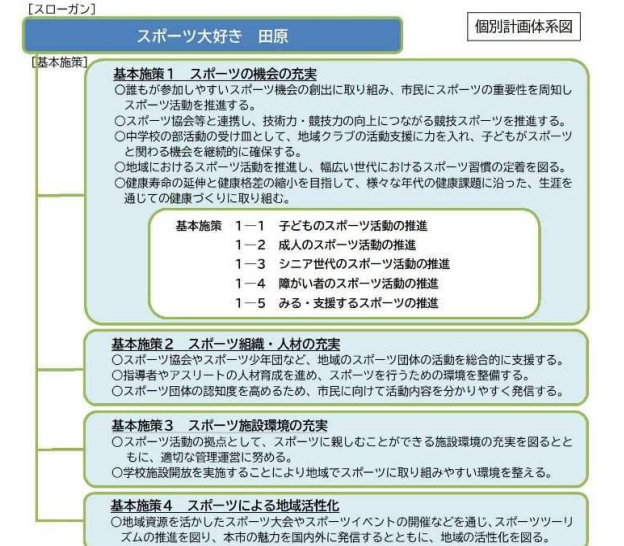 [スローガン]
スポーツ大好き　田原
個別計画体系図
[基本施策]
基本施策１　スポーツの機会の充実
○誰もが参加しやすいスポーツ機会の創出に取り組み、市民にスポーツの重要性を周知し
スポーツ活動を推進する。
○スポーツ協会等と連携し、技術力・競技力の向上につながる競技スポーツを推進する。
○中学校の部活動の受け皿として、地域クラブの活動支援に力を入れ、子どもがスポーツ
と関わる機会を継続的に確保する。
○地域におけるスポーツ活動を推進し、幅広い世代におけるスポーツ習慣の定着を図る。
○健康寿命の延伸と健康格差の縮小を目指して、様々な年代の健康課題に沿った、生涯を
通じての健康づくりに取り組む。
基本施策　１―１　子どものスポーツ活動の推進
１―２　成人のスポーツ活動の推進
１―３　シニア世代のスポーツ活動の推進
１―４　障がい者のスポーツ活動の推進
１―５　みる・支援するスポーツの推進
基本施策２　スポーツ組織・人材の充実
○スポーツ協会やスポーツ少年団など、地域のスポーツ団体の活動を総合的に支援する。
○指導者やアスリートの人材育成を進め、スポーツを行うための環境を整備する。
○スポーツ団体の認知度を高めるため、市民に向けて活動内容を分かりやすく発信する。
基本施策３　スポーツ施設環境の充実
○スポーツ活動の拠点として、スポーツに親しむことができる施設環境の充実を図るとと
もに、適切な管理運営に努める。
○学校施設開放を実施することにより地域でスポーツに取り組みやすい環境を整える。
基本施策４　スポーツによる地域活性化
○地域資源を活かしたスポーツ大会やスポーツイベントの開催などを通じ、スポーツツーリ
ズムの推進を図り、本市の魅力を国内外に発信するとともに、地域の活性化を図る。